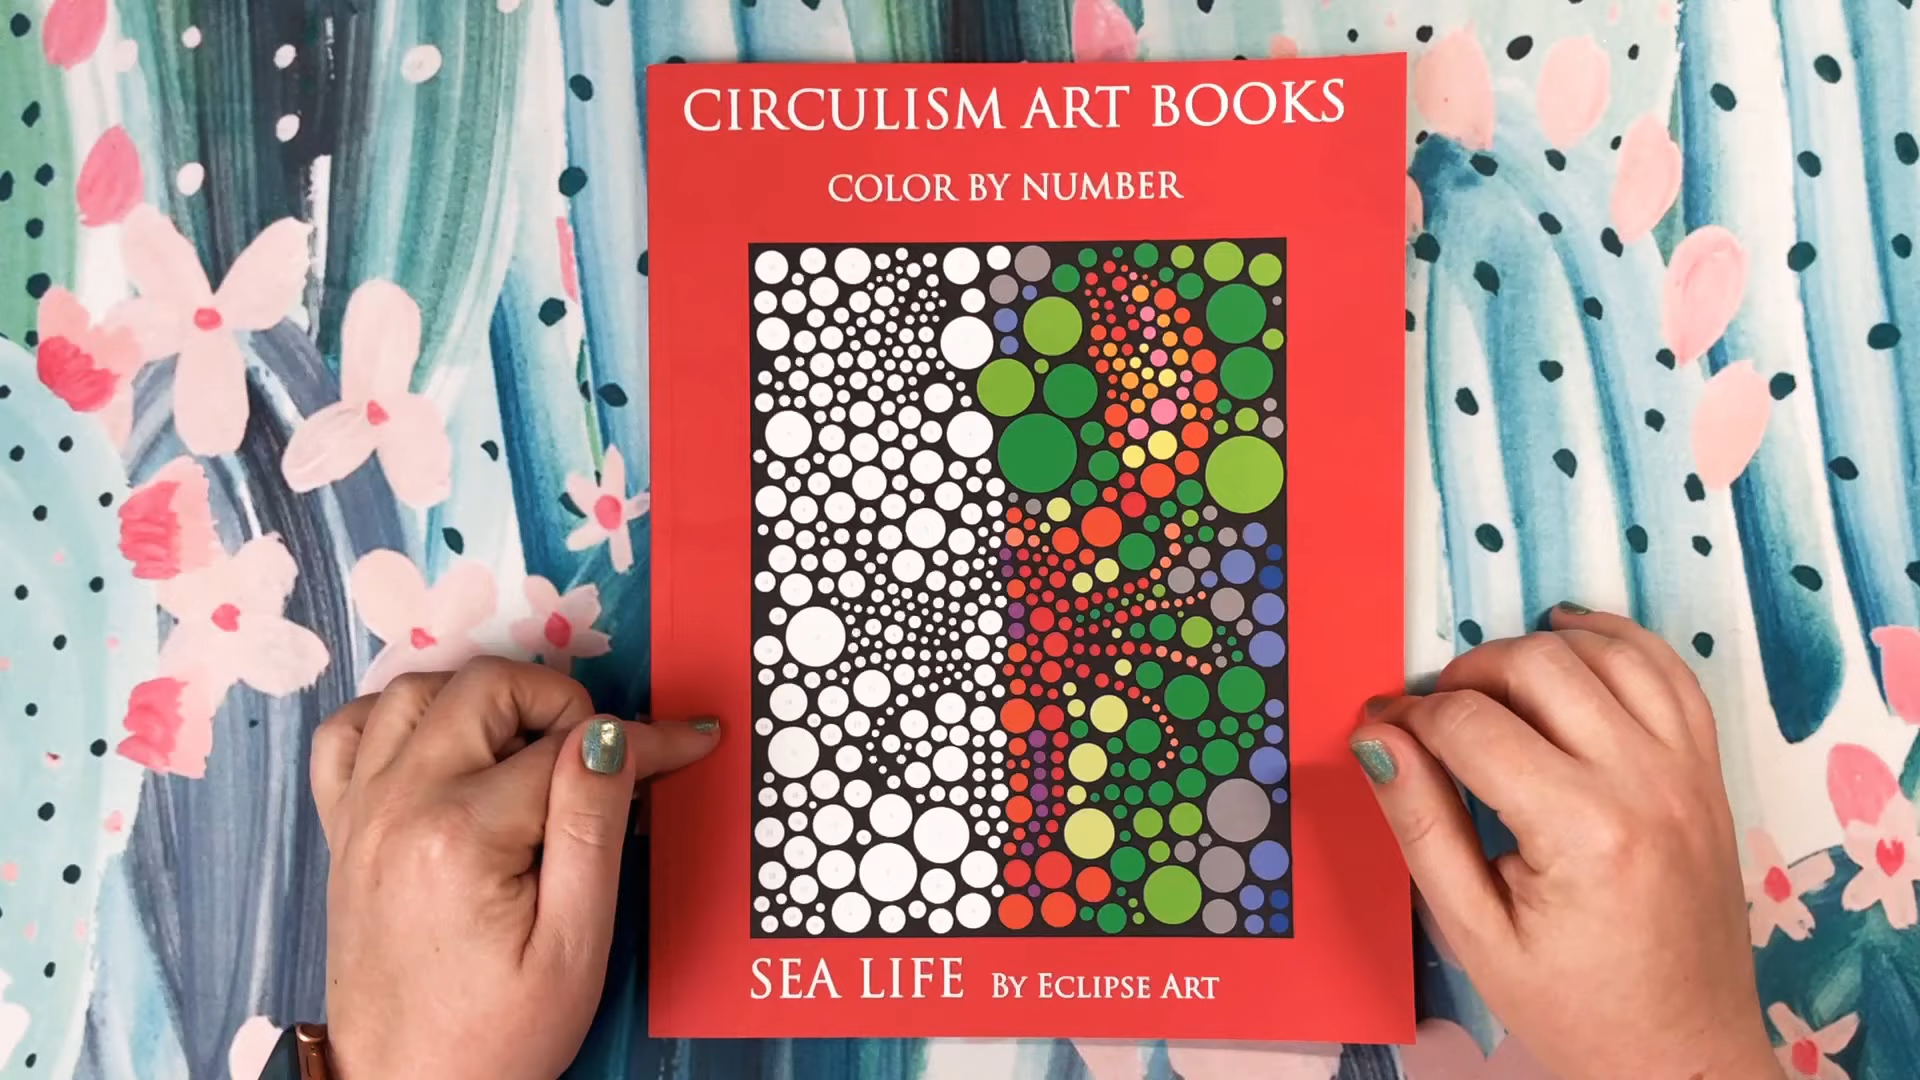 CIRCULISM ART BOOKS
COLOR BY NUMBER
SEA LIFE BY ECLIPSE ART